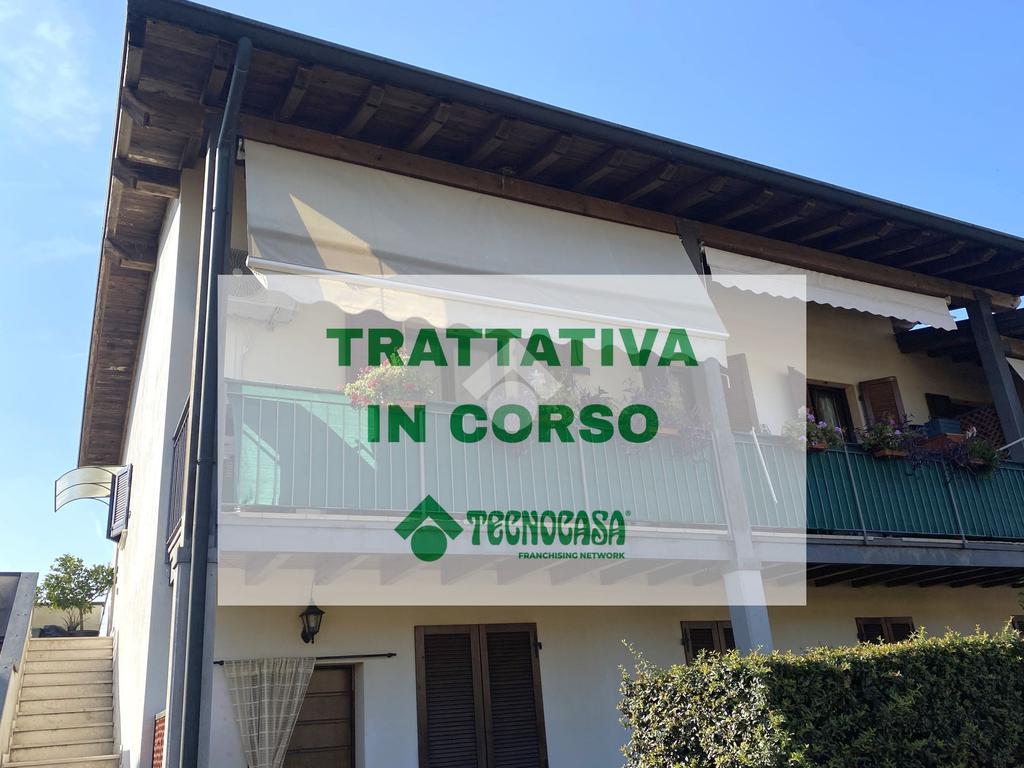 TRATTATIVA
IN CORSO
TECNOCASA®
FRANCHISING NETWORK